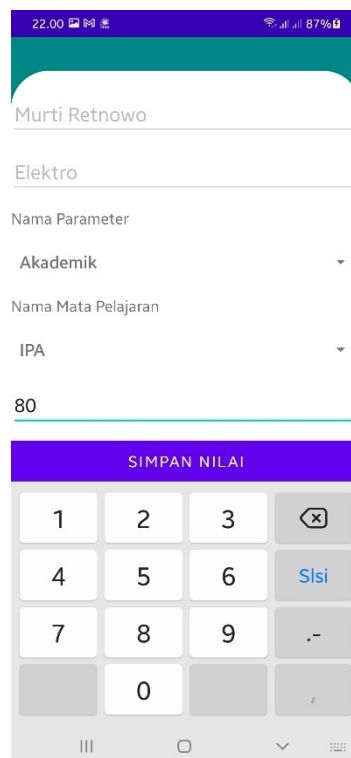 22.00 87%
Murti Retnowo
Elektro
Nama Parameter
Akademik
Nama Mata Pelajaran
IPA
80
SIMPAN NILAI
1 2 3
4 5 6 Slsi
7 8 9 .-
0 ,